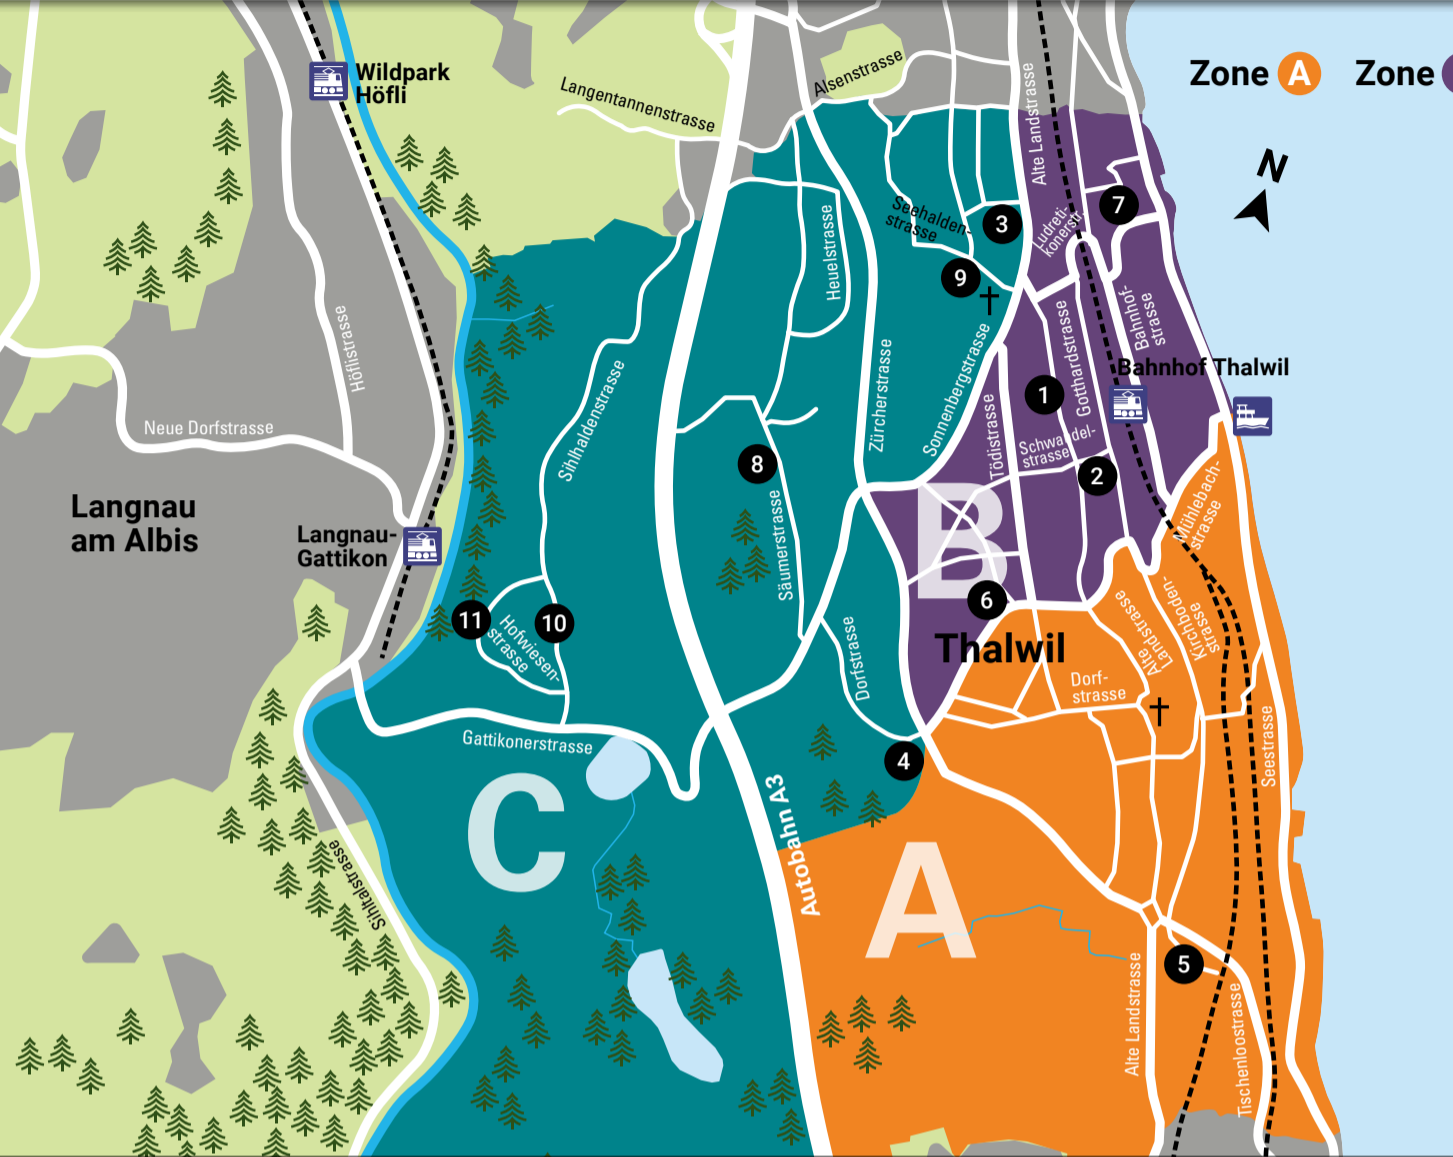 Wildpark
Höfli
Langentannenstrasse
Alsenstrasse
Alte Landstrasse
Zone A
Zone
N
7
3
Seehalden-
strasse
Ludreti-
konerstr.
9
Heuelstrasse
Höflistrasse
Bahnhof-
strasse
Gotthardstrasse
Zürcherstrasse
Sonnenbergstrasse
Bahnhof Thalwil
Sihlhaldenstrasse
1
Tödistrasse
Neue Dorfstrasse
Schwandel-
strasse
8
2
Mühlebach-
strasse
Langnau
am Albis
Säumerstrasse
B
Langnau-
Gattikon
6
11
10
Hofwiesen-
strasse
Thalwil
Dorfstrasse
Alte
Landstrasse
Kirchboden-
strasse
Dorf-
strasse
Gattikonerstrasse
Seestrasse
4
C
Autobahn A3
A
Sihltalstrasse
5
Alte Landstrasse
Tischenloostrasse